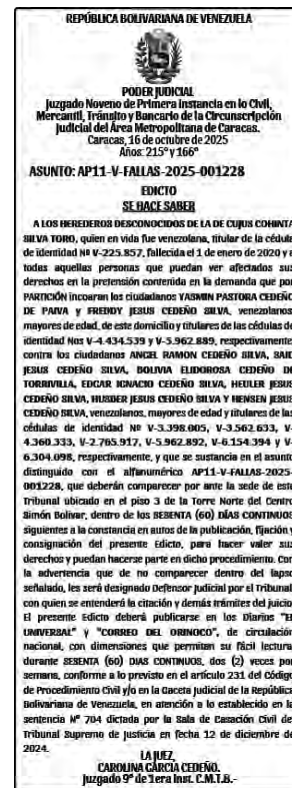 REPÚBLICA BOLIVARIANA DE VENEZUELA
PODER JUDICIAL
Juzgado Noveno de Primera Instancia en lo Civil,
Mercantil, Tránsito y Bancario de la Circunscripción
Judicial del Área Metropolitana de Caracas.
Caracas, 16 de octubre de 2025
Años: 215° y 166°
ASUNTO: AP11-V-FALLAS-2025-001228
EDICTO
SE HACE SABER
A LOS HEREDEROS DESCONOCIDOS DE LA DE CUJUS COHINTA
SILVA TORO, quien en vida fue venezolana, titular de la cédula
de identidad Nº V-225.857, fallecida el 1 de enero de 2020 y a
todas aquellas personas que puedan ver afectados sus
derechos en la pretensión contenida en la demanda que por
PARTICIÓN incoaran los ciudadanos YASMIN PASTORA CEDEÑO
DE PAIVA y FREDDY JESUS CEDEÑO SILVA, venezolanos,
mayores de edad, de este domicilio y titulares de las cédulas de
identidad Nos V-4.434.539 y V-5.962.889, respectivamente,
contra los ciudadanos ANGEL RAMON CEDEÑO SILVA, SAID
JESUS CEDEÑO SILVA, BOLIVIA ELIDOROSA CEDEÑO DE
TORRIVILLA, EDGAR IGNACIO CEDEÑO SILVA, HEULER JESUS
CEDEÑO SILVA, HUSDER JESUS CEDEÑO SILVA Y HENSEN JESUS
CEDEÑO SILVA, venezolanos, mayores de edad y titulares de las
cédulas de identidad Nº V-3.398.005, V-3.562.633, V-
4.360.333, V-2.765.917, V-5.962.892, V-6.154.394 y V-
6.304.098, respectivamente, y que se sustancia en el asunto
distinguido con el alfanumérico AP11-V-FALLAS-2025-
001228, que deberán comparecer por ante la sede de este
Tribunal ubicado en el piso 3 de la Torre Norte del Centro
Simón Bolívar, dentro de los SESENTA (60) DÍAS CONTINUOS
siguientes a la constancia en autos de la publicación, fijación y
consignación del presente Edicto, para hacer valer sus
derechos y puedan hacerse parte en dicho procedimiento. Con
la advertencia que de no comparecer dentro del lapso
señalado, les será designado Defensor Judicial por el Tribunal,
con quien se entenderá la citación y demás trámites del juicio.
El presente Edicto deberá publicarse en los Diarios "El
UNIVERSAL" y "CORREO DEL ORINOCO", de circulación
nacional, con dimensiones que permitan su fácil lectura,
durante SESENTA (60) DIAS CONTINUOS, dos (2) veces por
semana, conforme a lo previsto en el artículo 231 del Código
de Procedimiento Civil y/o en la Gaceta Judicial de la República
Bolivariana de Venezuela, en atención a lo establecido en la
sentencia Nº 704 dictada por la Sala de Casación Civil del
Tribunal Supremo de Justicia en fecha 12 de diciembre de
2024.
LA JUEZ,
CAROLINA GARCIA CEDEÑO.
Juzgado 9° de 1era Inst. C.M.T.B.-